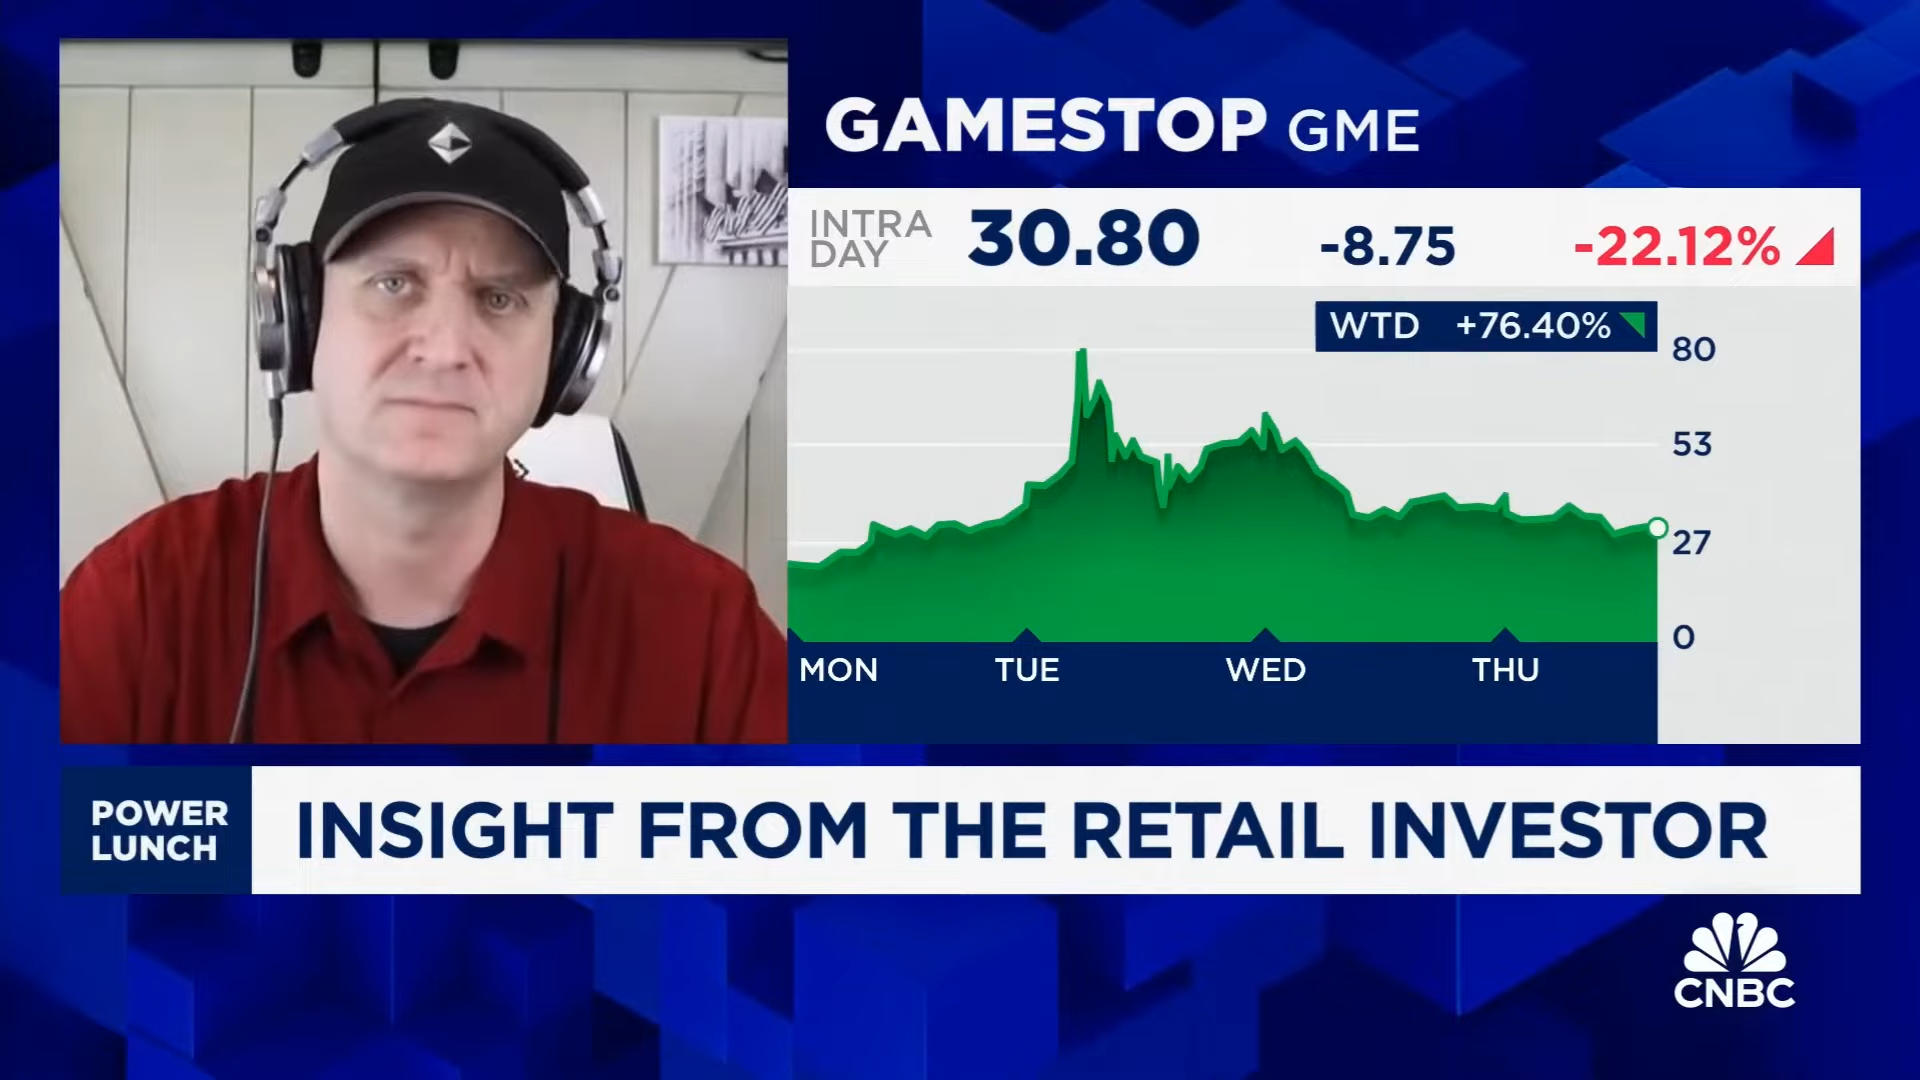 GAMESTOP GME
INTRA
DAY
30.80 -8.75 -22.12%
WTD +76.40%
80
53
27
0
MON TUE WED THU
POWER
LUNCH
INSIGHT FROM THE RETAIL INVESTOR
CNBC